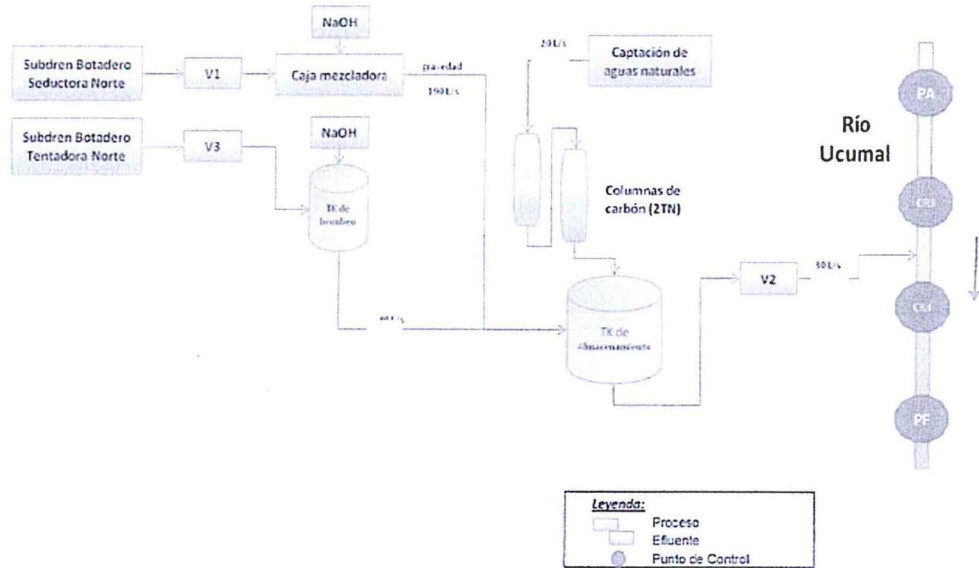 NaOH
Subdren Botadero
Seductora Norte
V1
Caja mezcladora
gravedad
190 L/s
20 L/s
Captación de
aguas naturales
Subdren Botadero
Tentadora Norte
V3
NaOH
TK de
bombeo
Columnas de
carbón (2TN)
Río
Ucumal
PA
V2
TK de
Almacenamiento
PF
Leyenda:
Proceso
Efluente
Punto de Control